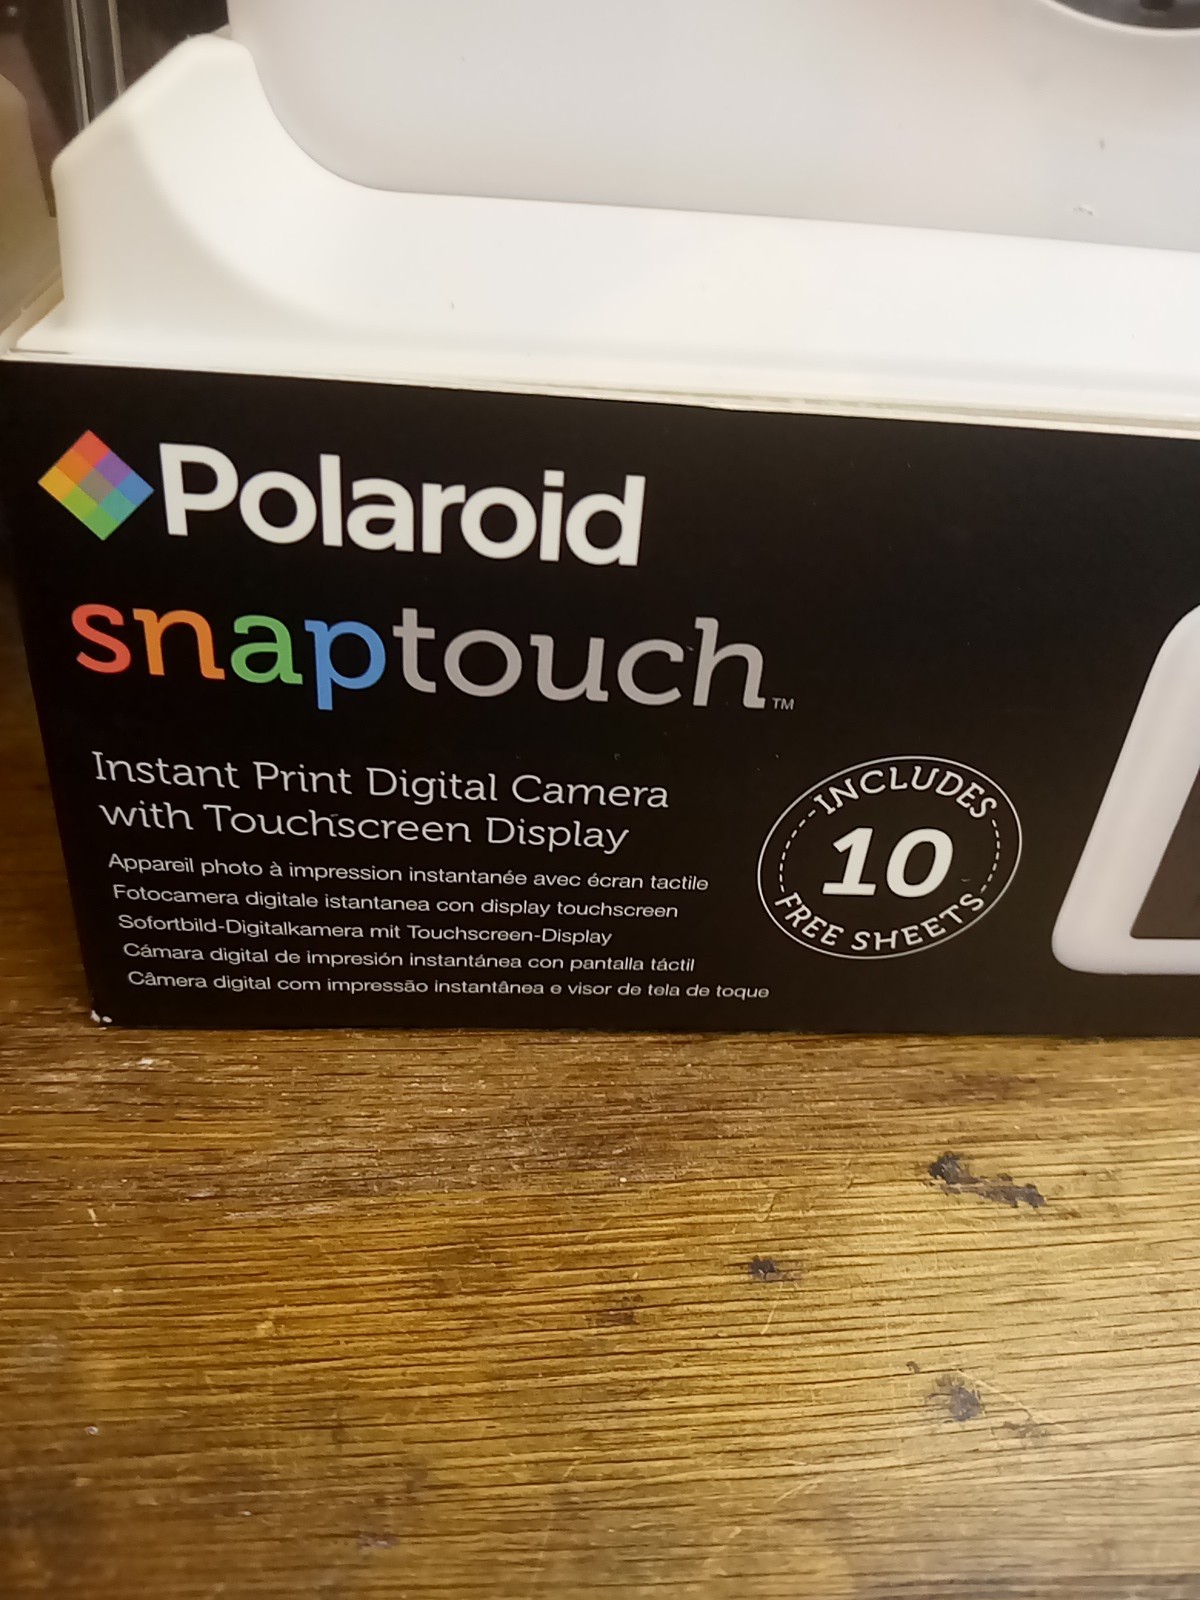 Polaroid
snaptouch™
Instant Print Digital Camera
with Touchscreen Display
Appareil photo à impression instantanée avec écran tactile
Fotocamera digitale istantanea con display touchscreen
Sofortbild-Digitalkamera mit Touchscreen-Display
Cámara digital de impresión instantánea con pantalla táctil
Câmera digital com impressão instantânea e visor de tela de toque
INCLUDES
10
FREE SHEETS